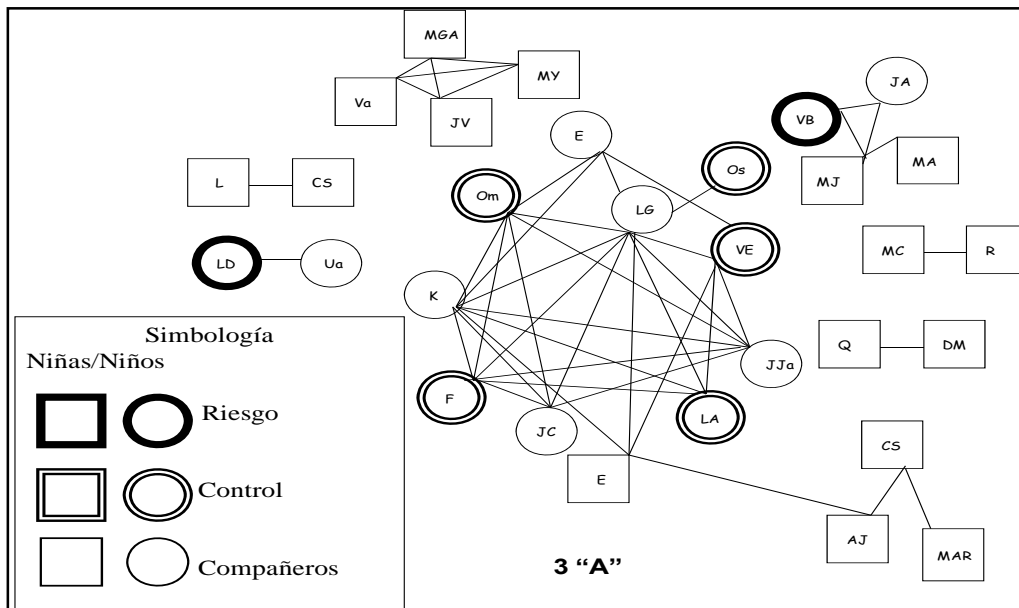 MGA
MY
Va
JV
JA
VB
E
MJ
MA
Os
L
CS
Om
LG
VE
LD
Ua
MC
R
K
Simbología
Niñas/Niños
Q
DM
JJa
Riesgo
F
LA
JC
CS
E
Control
AJ
MAR
Compañeros
3 “A”